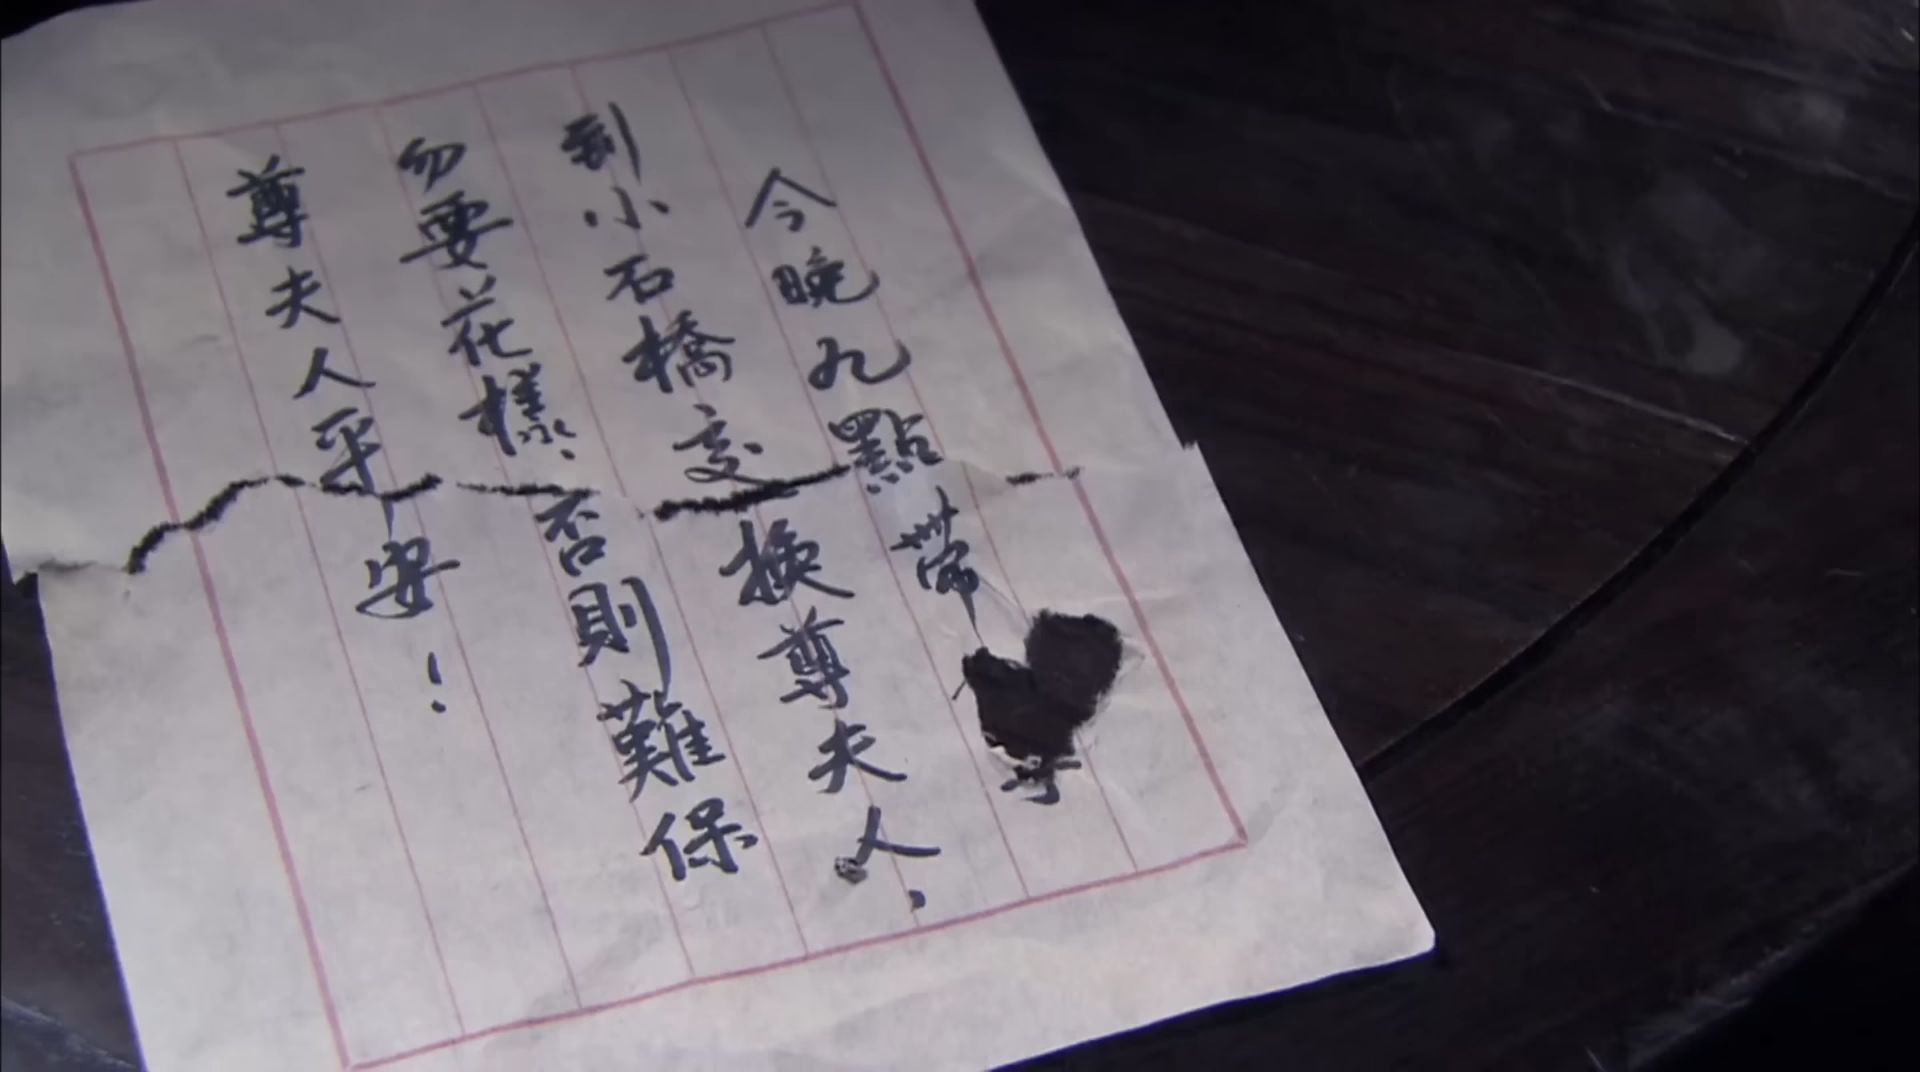 今晚九點帶
到小石橋交換尊夫人、
勿要花樣、否則難保
尊夫人平安！